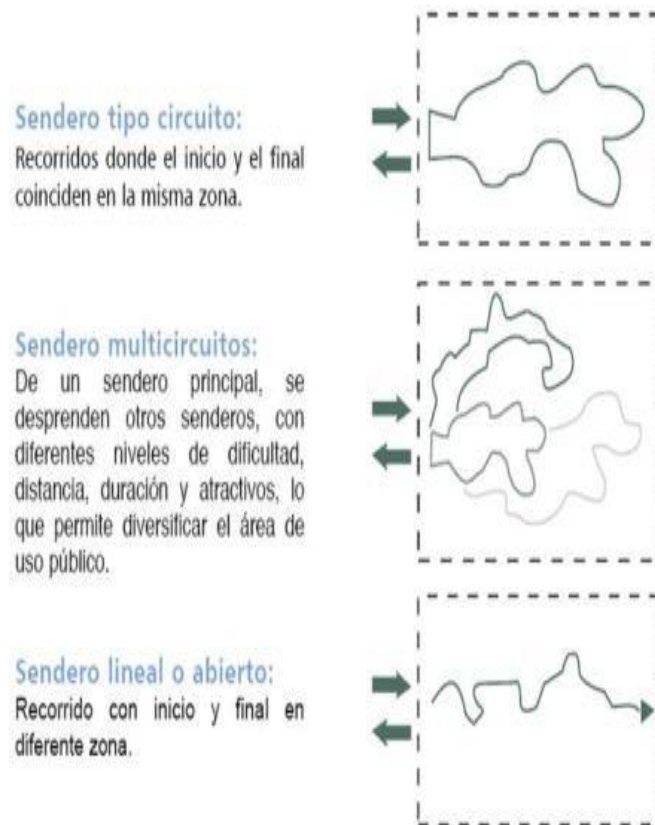 Sendero tipo circuito:
Recorridos donde el inicio y el final
coinciden en la misma zona.
Sendero multicircuitos:
De un sendero principal, se
desprenden otros senderos, con
diferentes niveles de dificultad,
distancia, duración y atractivos, lo
que permite diversificar el área de
uso público.
Sendero lineal o abierto:
Recorrido con inicio y final en
diferente zona.